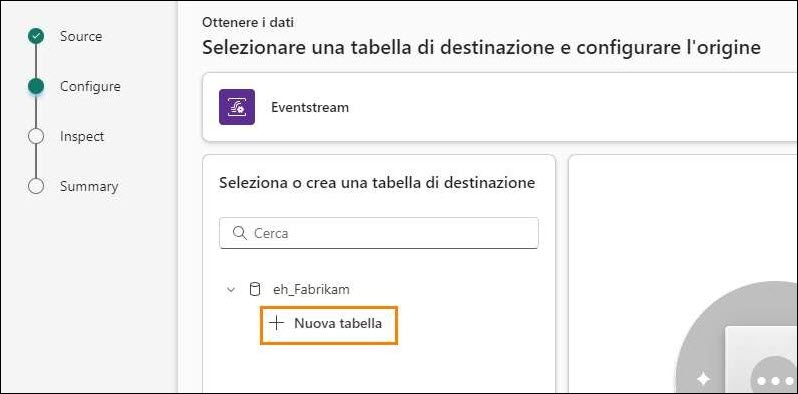 Source
Configure
Inspect
Summary
Ottenere i dati
Selezionare una tabella di destinazione e configurare l'origine
Eventstream
Seleziona o crea una tabella di destinazione
Cerca
eh_Fabrikam
Nuova tabella